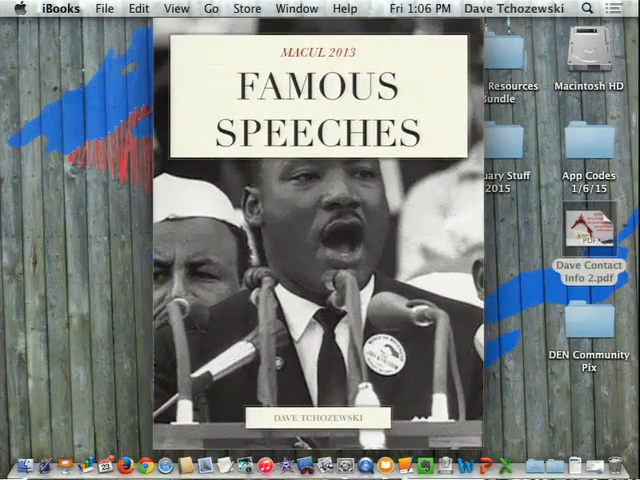 iBooks File Edit View Go Store Window Help Fri 1:06 PM Dave Tchozewski
MACUL 2013
FAMOUS
SPEECHES
DAVE TCHOZEWSKI
Resources
Bundle
Macintosh HD
uary Stuff
2015
App Codes
1/6/15
PDF
Dave Contact
Info 2.pdf
DEN Community
Pix
23